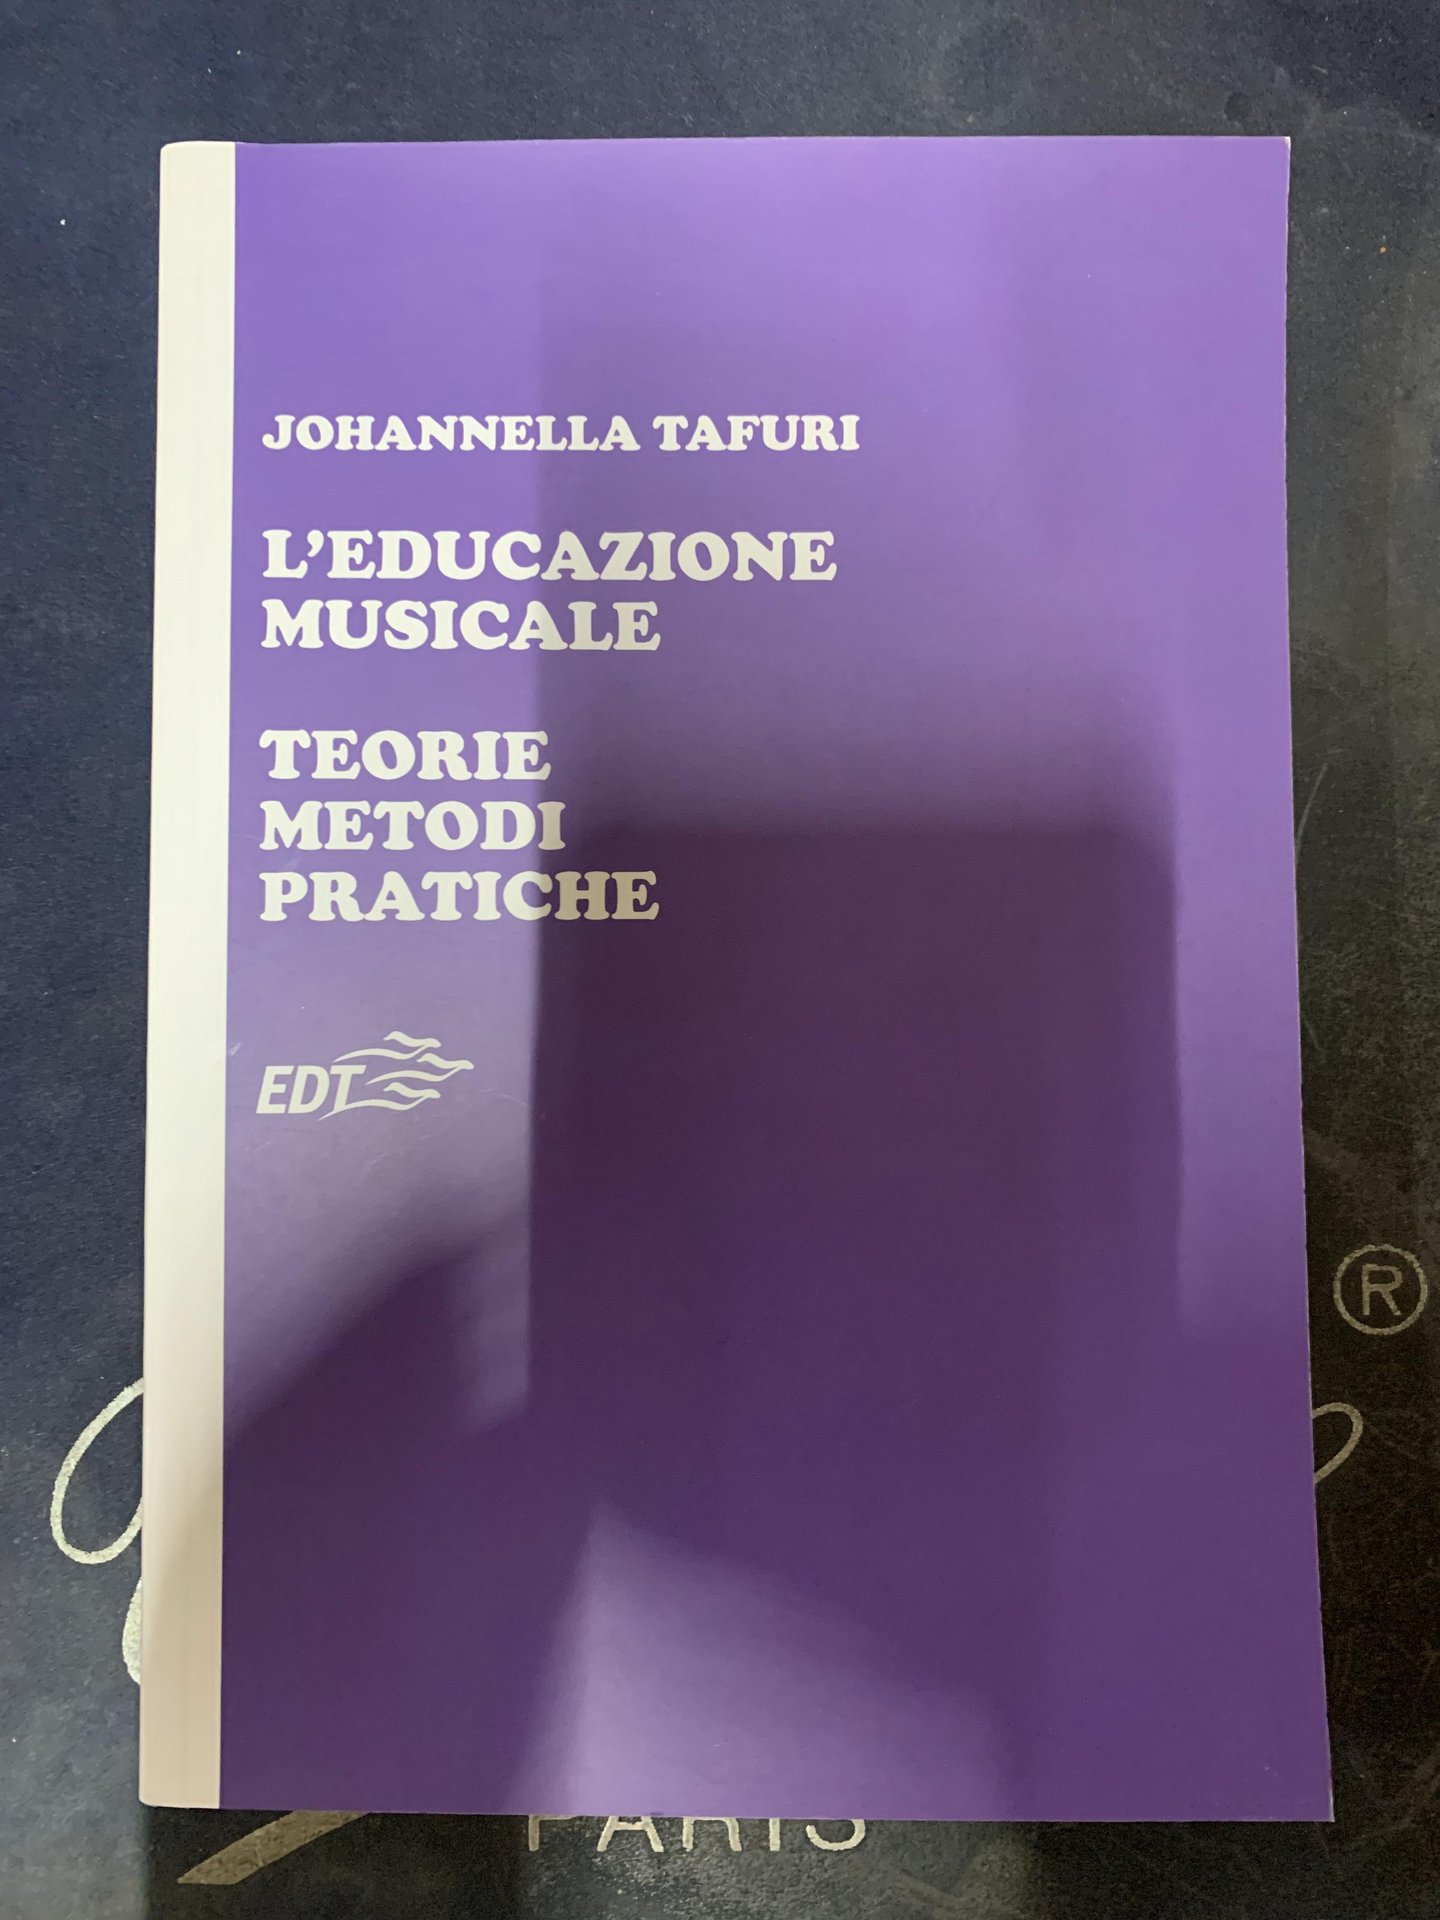 JOHANNELLA TAFURI
L'EDUCAZIONE
MUSICALE
TEORIE
METODI
PRATICHE
EDT
®
PARIS